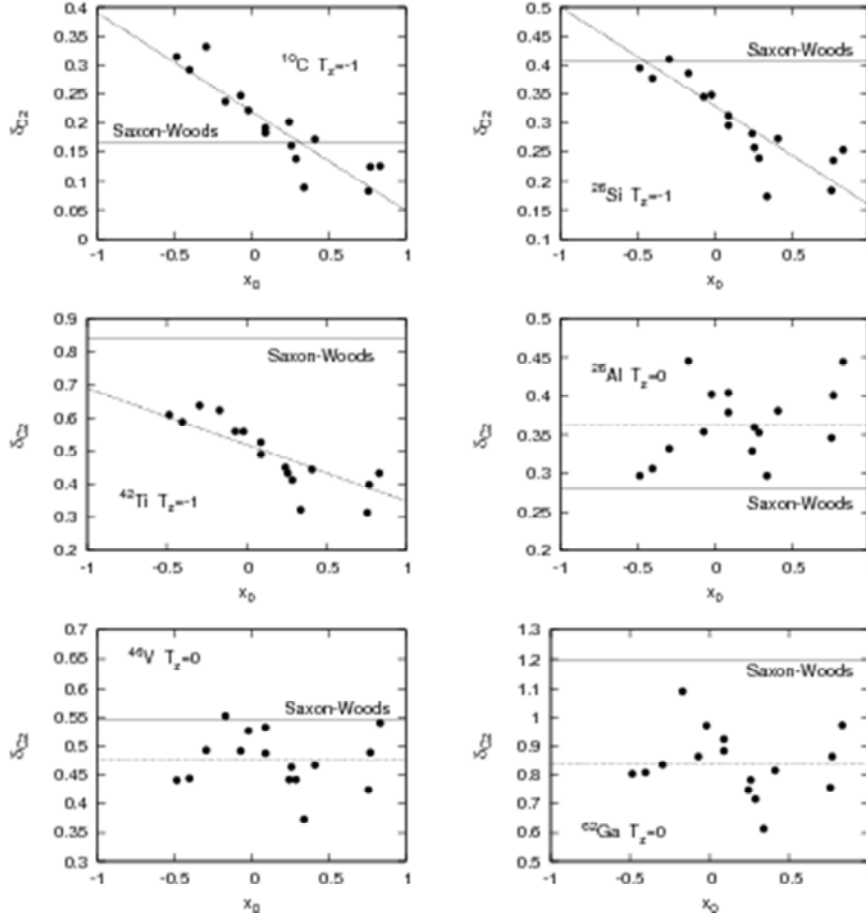 0.4
0.35
0.3
0.25
0.2
0.15
0.1
0.05
0
δC2
¹⁰C Tz=-1
Saxon-Woods
-1 -0.5 0 0.5 1
x0
0.5
0.45
0.4
0.35
0.3
0.25
0.2
0.15
0.1
δC2
Saxon-Woods
²⁶Si Tz=-1
-1 -0.5 0 0.5
x0
0.9
0.8
0.7
0.6
0.5
0.4
0.3
0.2
δC2
Saxon-Woods
⁴²Ti Tz=-1
-1 -0.5 0 0.5 1
x0
0.5
0.45
0.4
0.35
0.3
0.25
0.2
δC2
²⁶Al Tz=0
Saxon-Woods
-1 -0.5 0 0.5
x0
0.7
0.65
0.6
0.55
0.5
0.45
0.4
0.35
0.3
δC2
⁴⁶V Tz=0
Saxon-Woods
-1 -0.5 0 0.5 1
x0
1.3
1.2
1.1
1
0.9
0.8
0.7
0.6
0.5
δC2
Saxon-Woods
⁶²Ga Tz=0
-1 -0.5 0 0.5
x0